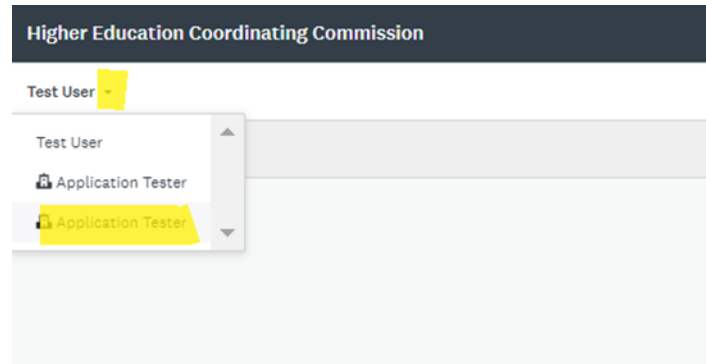 Higher Education Coordinating Commission
Test User
Test User
Application Tester
Application Tester